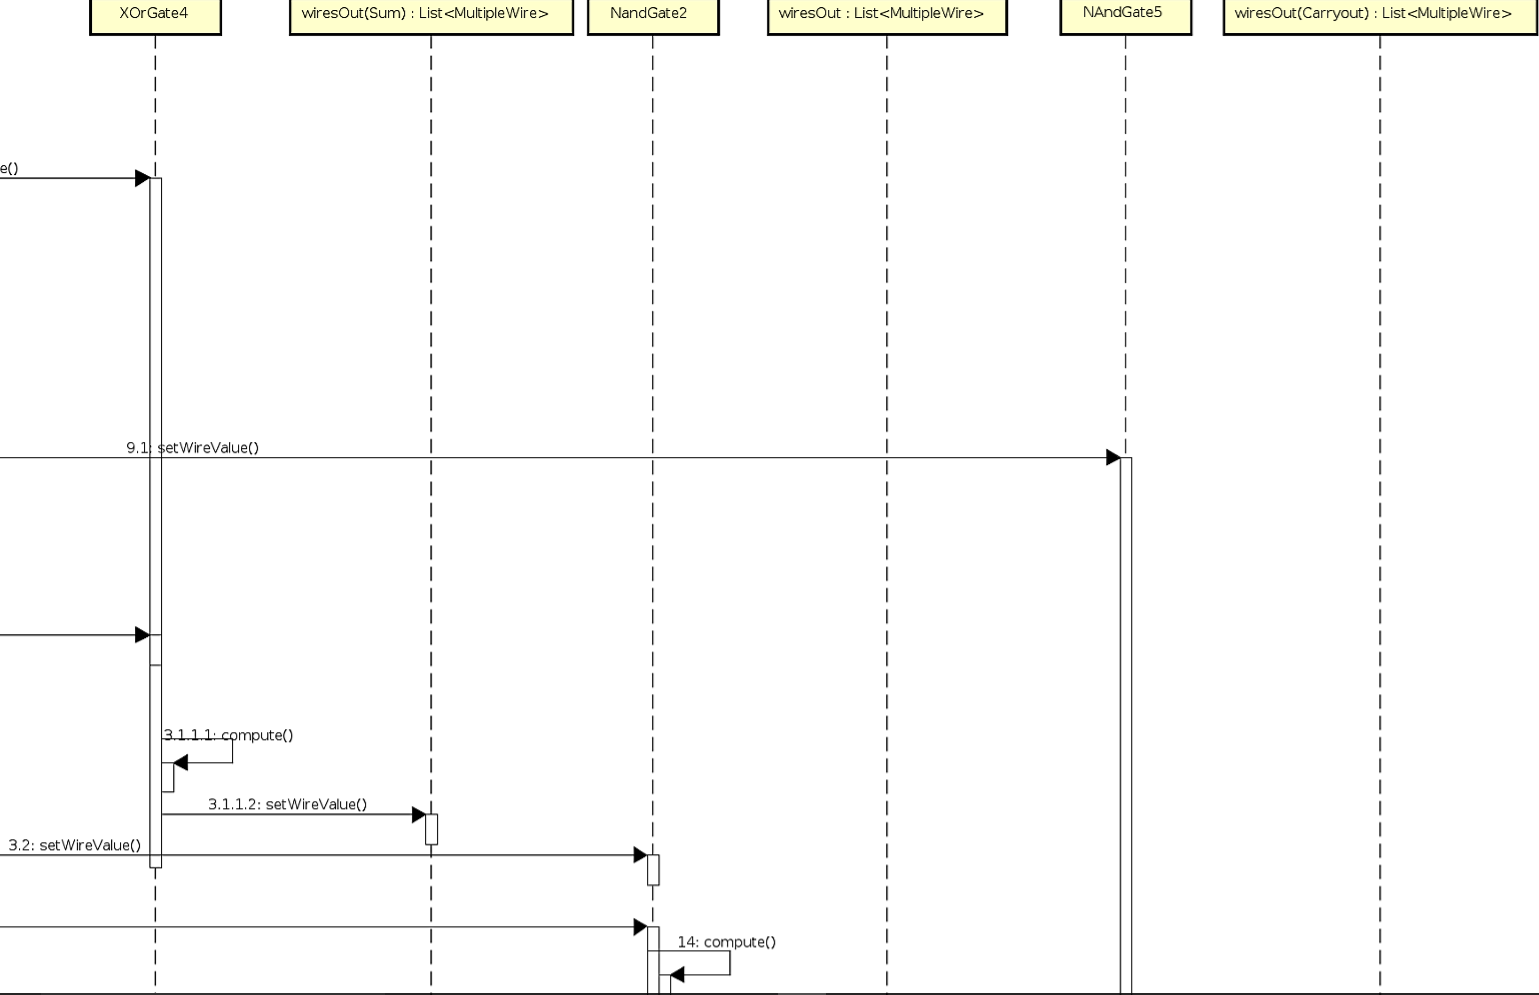 XOrGate4
wiresOut(Sum) : List<MultipleWire>
NandGate2
wiresOut : List<MultipleWire>
NAndGate5
wiresOut(Carryout) : List<MultipleWire>
e()
9.1: setWireValue()
3.1.1.1: compute()
3.1.1.2: setWireValue()
3.2: setWireValue()
14: compute()